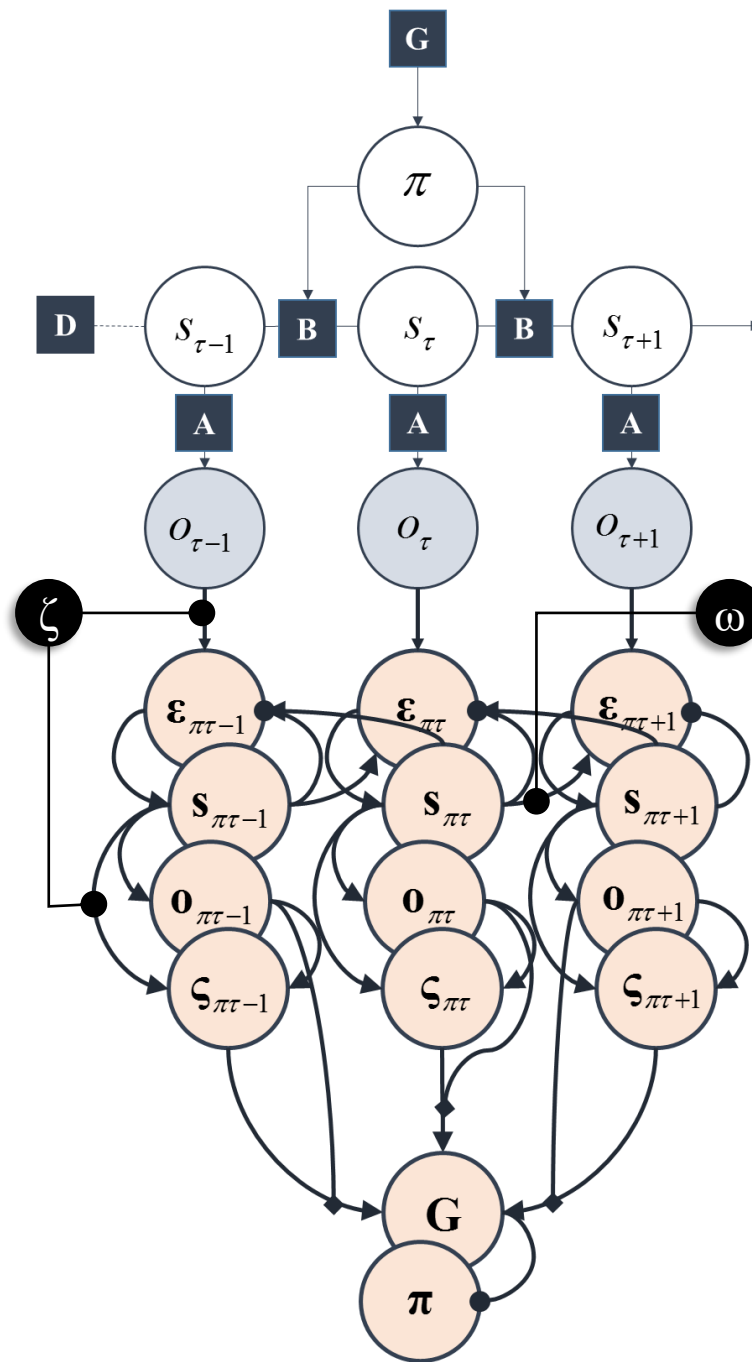 G
π
D s_{τ−1} B s_τ B s_{τ+1}
A A A
o_{τ−1} o_τ o_{τ+1}
ζ ω
ε_{πτ−1} ε_{πτ} ε_{πτ+1}
s_{πτ−1} s_{πτ} s_{πτ+1}
o_{πτ−1} o_{πτ} o_{πτ+1}
ς_{πτ−1} ς_{πτ} ς_{πτ+1}
G
π